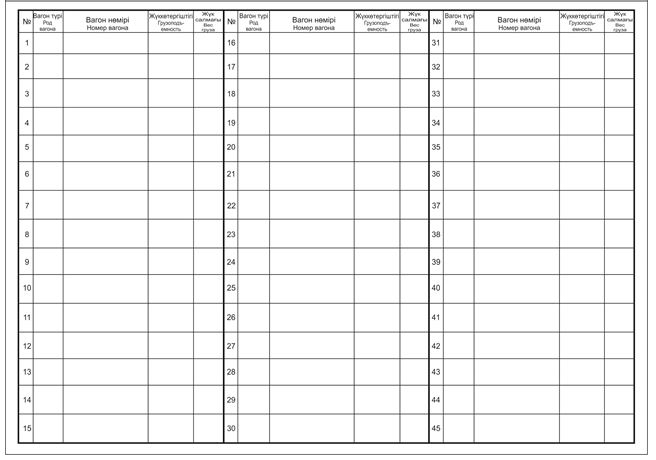 № Вагон түрі Род вагона Вагон нөмірі Номер вагона Жүккөтергіштігі Грузоподъ-емность Жүк салмағы Вес груза № Вагон түрі Род вагона Вагон нөмірі Номер вагона Жүккөтергіштігі Грузоподъ-емность Жүк салмағы Вес груза № Вагон түрі Род вагона Вагон нөмірі Номер вагона Жүккөтергіштігі Грузоподъ-емность Жүк салмағы Вес груза
1 16 31
2 17 32
3 18 33
4 19 34
5 20 35
6 21 36
7 22 37
8 23 38
9 24 39
10 25 40
11 26 41
12 27 42
13 28 43
14 29 44
15 30 45